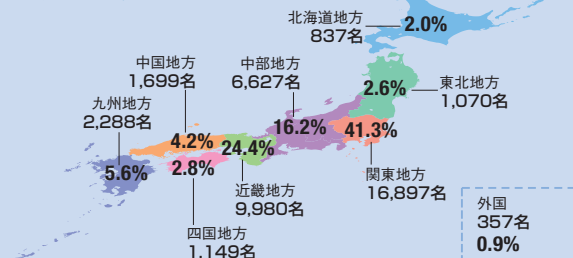 北海道地方
837名
2.0%
中国地方
1,699名
中部地方
6,627名
東北地方
1,070名
2.6%
九州地方
2,288名
4.2%
24.4%
16.2%
41.3%
5.6%
2.8%
近畿地方
9,980名
関東地方
16,897名
四国地方
1,149名
外国
357名
0.9%